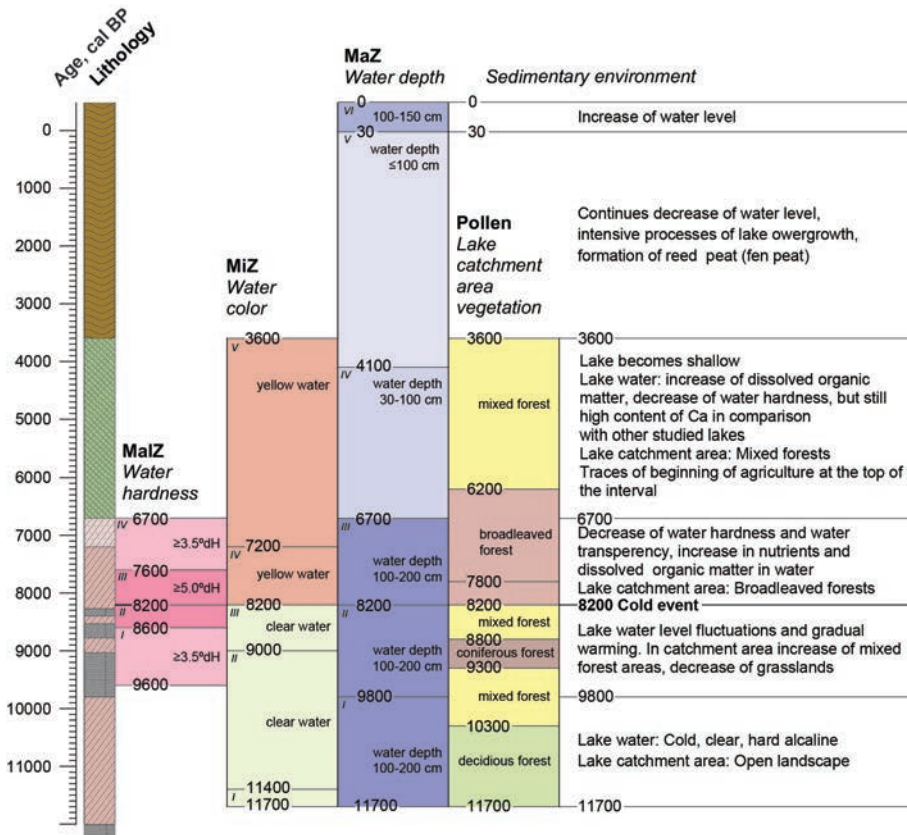 Age, cal BP
Lithology
0
1000
2000
3000
4000
5000
6000
7000
8000
9000
10000
11000
MalZ
Water
hardness
6700
IV
≥3.5ºdH
7600
III
≥5.0ºdH
8200
II
8600
I
≥3.5ºdH
9600
MiZ
Water
color
3600
V
yellow water
7200
IV
yellow water
8200
III
clear water
9000
II
clear water
11400
I
11700
MaZ
Water depth
0
VI
100-150 cm
30
V
water depth
≤100 cm
4100
IV
water depth
30-100 cm
6700
III
water depth
100-200 cm
8200
II
water depth
100-200 cm
9800
I
water depth
100-200 cm
11700
Pollen
Lake
catchment
area
vegetation
3600
mixed forest
6200
broadleaved
forest
7800
8200
mixed forest
8800
coniferous forest
9300
mixed forest
10300
decidious forest
11700
Sedimentary environment
0
Increase of water level
30
Continues decrease of water level,
intensive processes of lake owergrowth,
formation of reed peat (fen peat)
3600
Lake becomes shallow
Lake water: increase of dissolved organic
matter, decrease of water hardness, but still
high content of Ca in comparison
with other studied lakes
Lake catchment area: Mixed forests
Traces of beginning of agriculture at the top of
the interval
6700
Decrease of water hardness and water
transperency, increase in nutrients and
dissolved organic matter in water
Lake catchment area: Broadleaved forests
8200 Cold event
Lake water level fluctuations and gradual
warming. In catchment area increase of mixed
forest areas, decrease of grasslands
9800
Lake water: Cold, clear, hard alcaline
Lake catchment area: Open landscape
11700